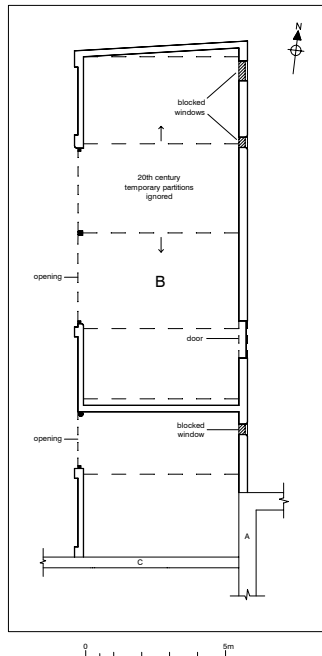 N
blocked
windows
20th century
temporary partitions
ignored
opening
B
door
opening
blocked
window
A
C
0
5m